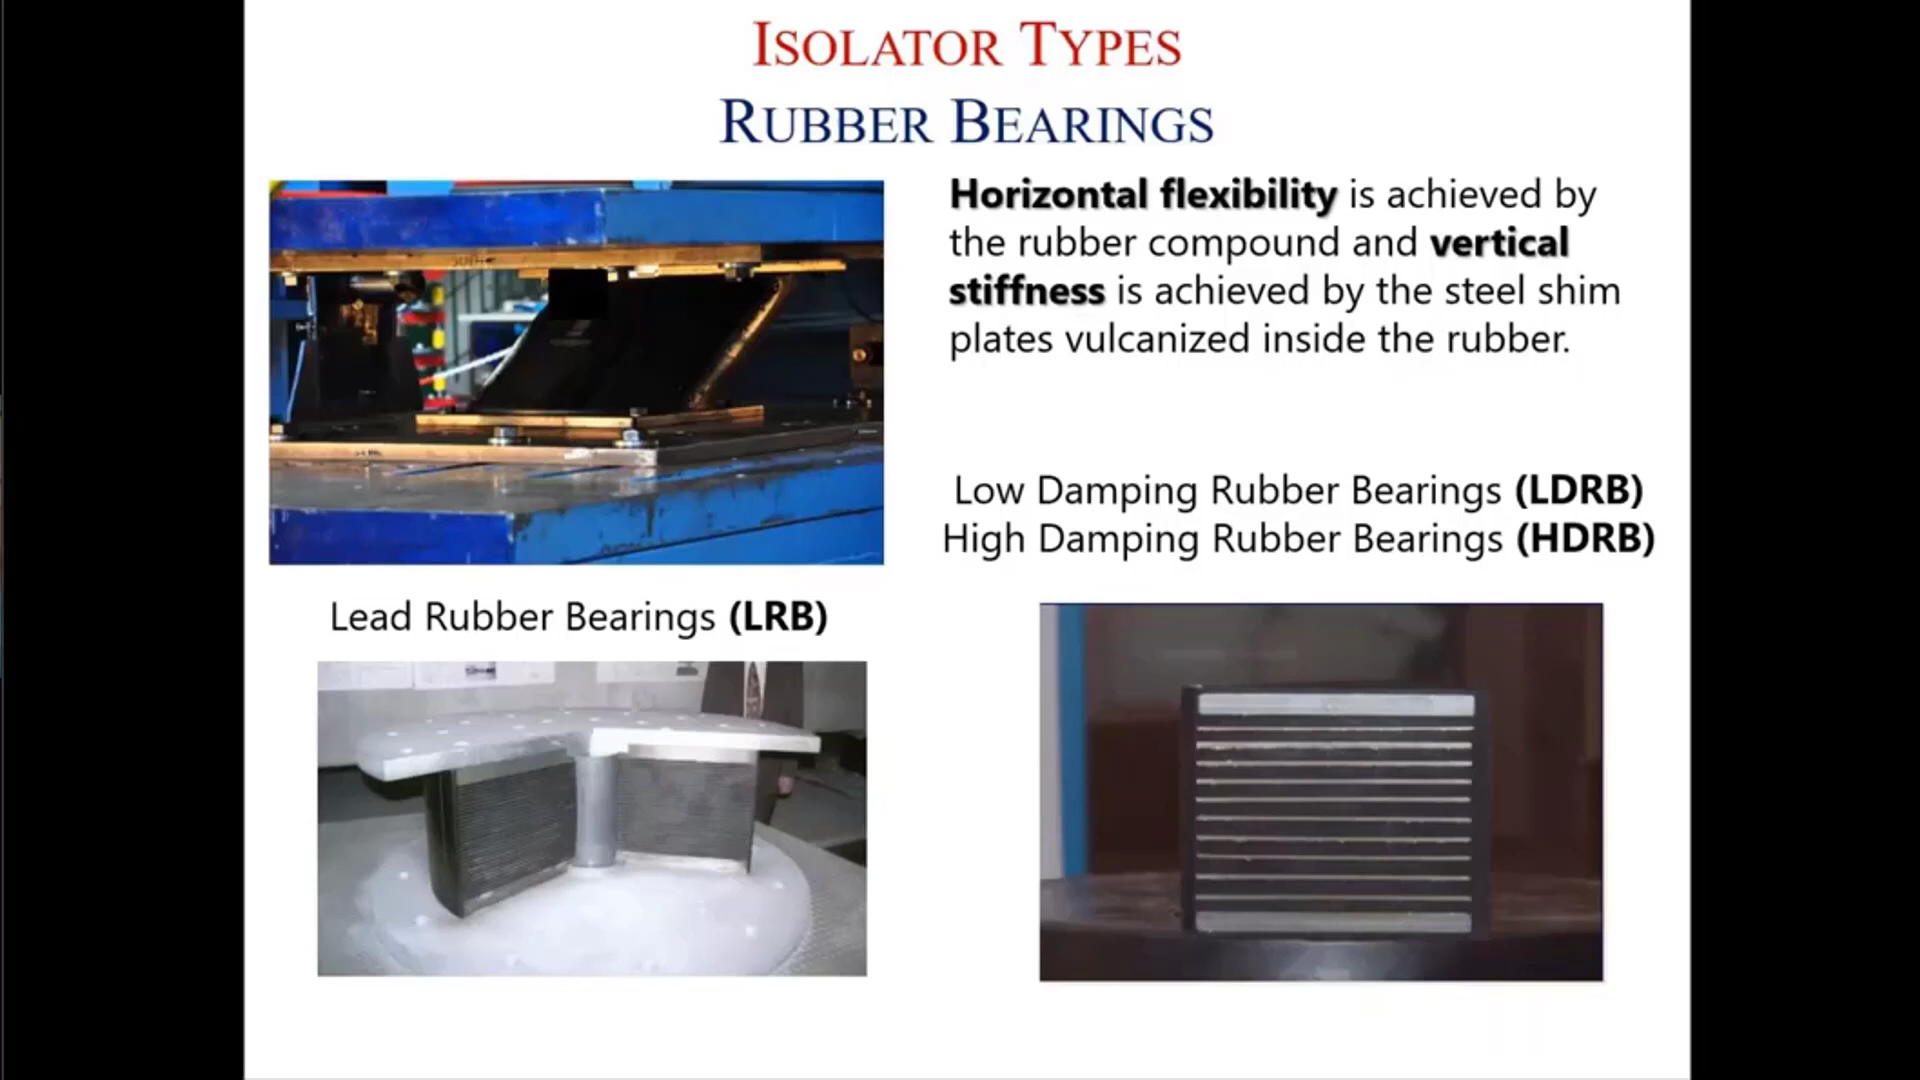 ISOLATOR TYPES
RUBBER BEARINGS
Horizontal flexibility is achieved by
the rubber compound and vertical
stiffness is achieved by the steel shim
plates vulcanized inside the rubber.
Low Damping Rubber Bearings (LDRB)
High Damping Rubber Bearings (HDRB)
Lead Rubber Bearings (LRB)